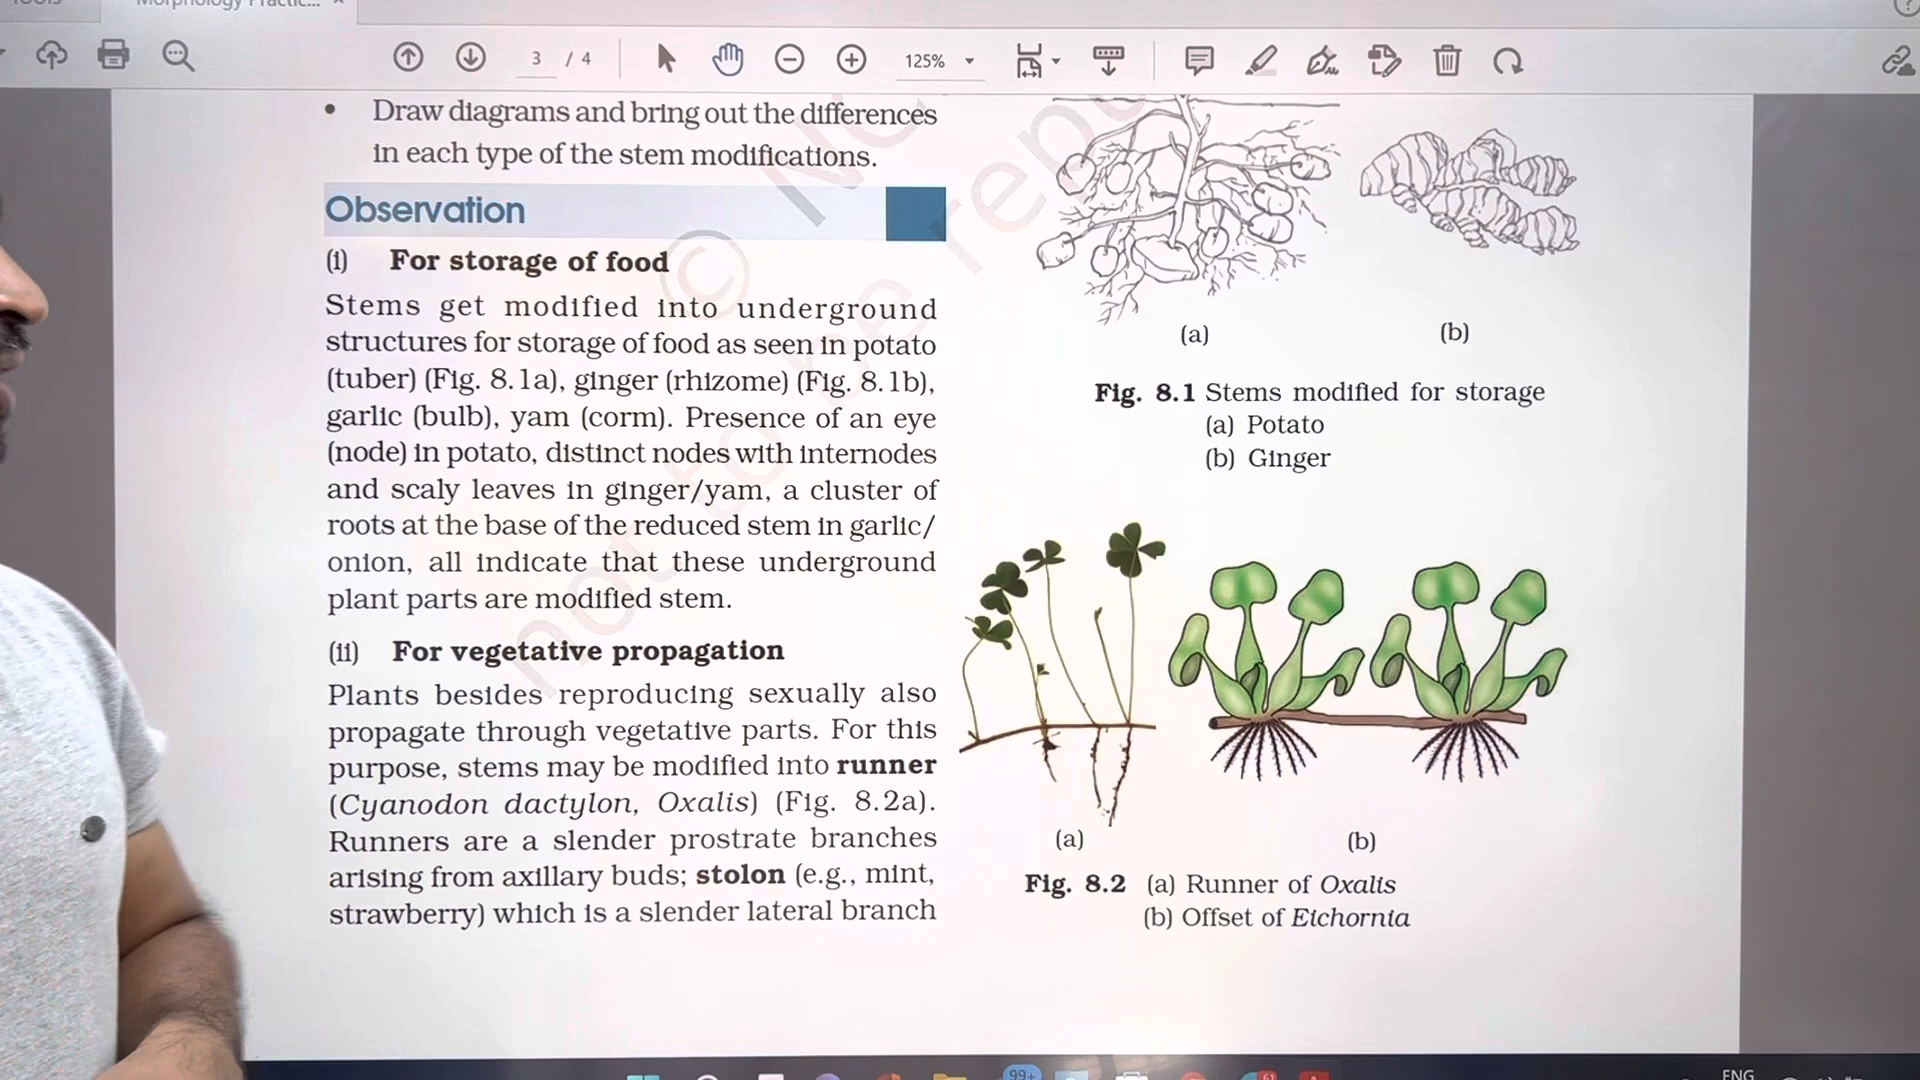 3 / 4
125%
Draw diagrams and bring out the differences
in each type of the stem modifications.
Observation
(i) For storage of food
Stems get modified into underground
structures for storage of food as seen in potato
(tuber) (Fig. 8.1a), ginger (rhizome) (Fig. 8.1b),
garlic (bulb), yam (corm). Presence of an eye
(node) in potato, distinct nodes with internodes
and scaly leaves in ginger/yam, a cluster of
roots at the base of the reduced stem in garlic/
onion, all indicate that these underground
plant parts are modified stem.
(ii) For vegetative propagation
Plants besides reproducing sexually also
propagate through vegetative parts. For this
purpose, stems may be modified into runner
(Cyanodon dactylon, Oxalis) (Fig. 8.2a).
Runners are a slender prostrate branches
arising from axillary buds; stolon (e.g., mint,
strawberry) which is a slender lateral branch
(a) (b)
Fig. 8.1 Stems modified for storage
(a) Potato
(b) Ginger
(a) (b)
Fig. 8.2 (a) Runner of Oxalis
(b) Offset of Eichornia
not to be rep
99+
61
ENG